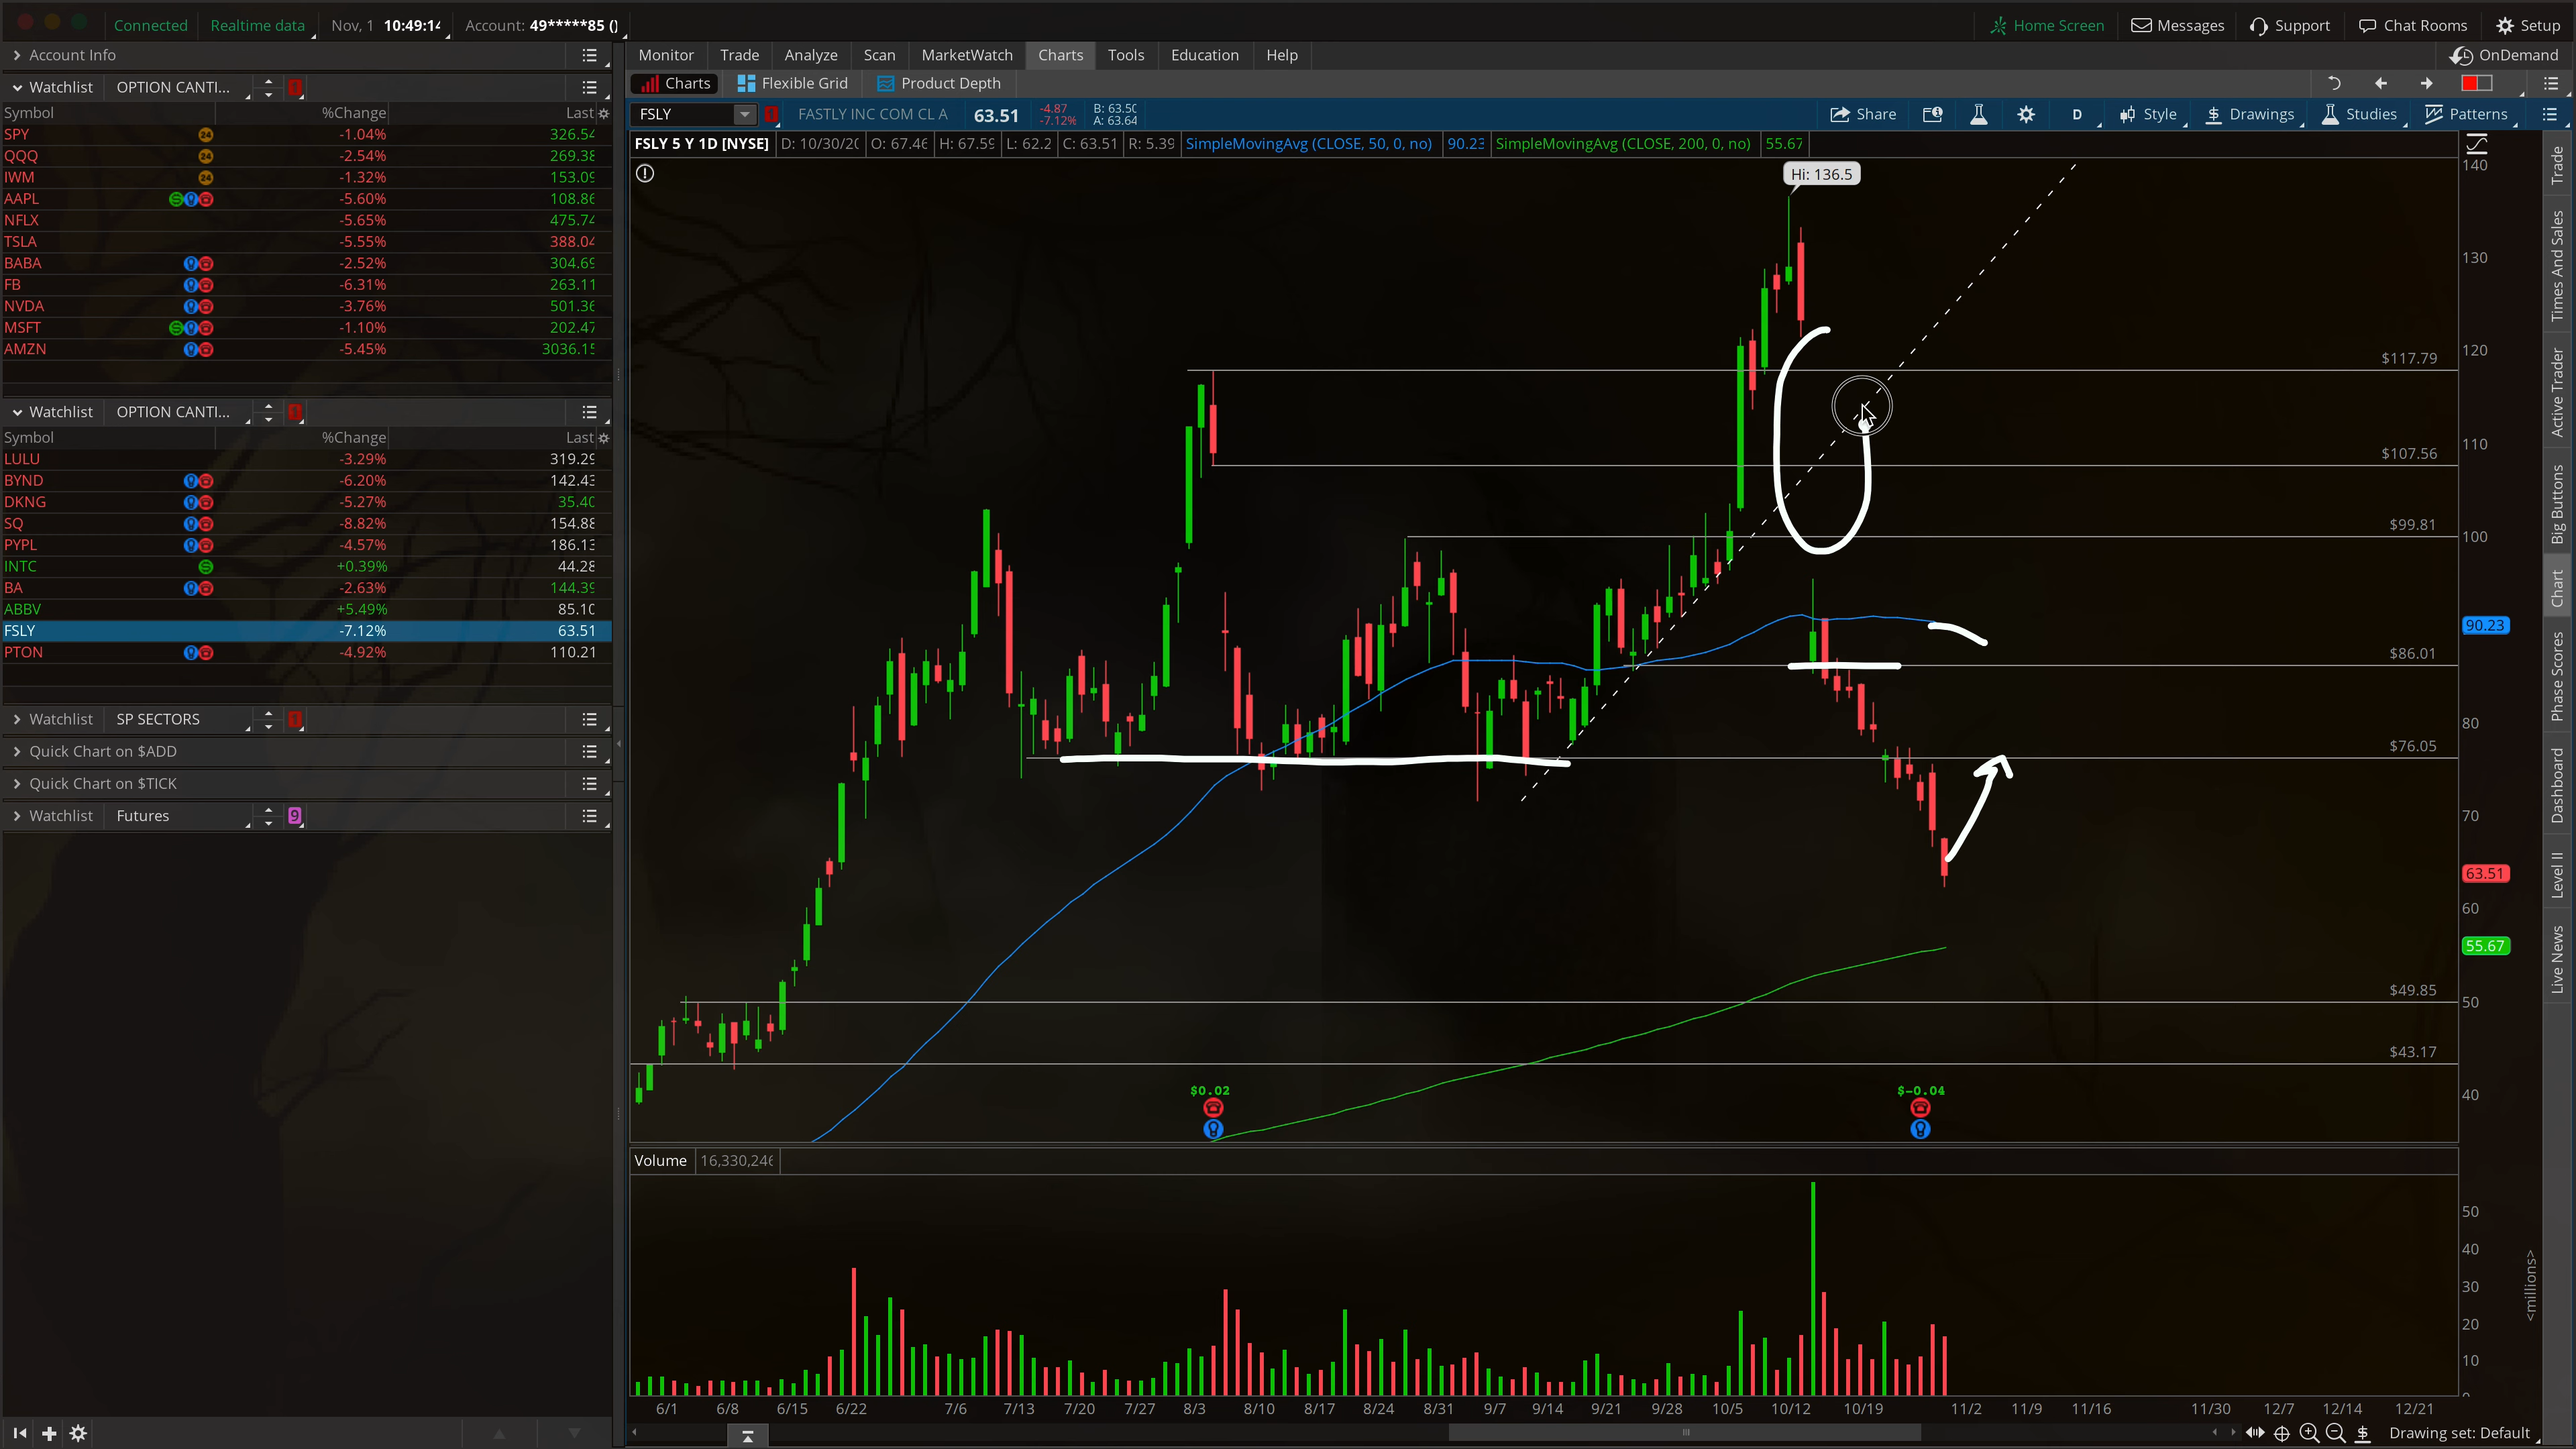 Connected Realtime data Nov, 1 10:49:14 Account: 49*****85 () Home Screen Messages Support Chat Rooms Setup
Account Info Monitor Trade Analyze Scan MarketWatch Charts Tools Education Help OnDemand
Watchlist OPTION CANTI... 1 Charts Flexible Grid Product Depth
Symbol %Change Last FSLY 1 FASTLY INC COM CL A 63.51 -4.87 -7.12% B: 63.50 A: 63.64 Share D Style Drawings Studies Patterns
FSLY 5 Y 1D [NYSE] D: 10/30/20 O: 67.46 H: 67.59 L: 62.2 C: 63.51 R: 5.39 SimpleMovingAvg (CLOSE, 50, 0, no) 90.23 SimpleMovingAvg (CLOSE, 200, 0, no) 55.67
SPY 24 -1.04% 326.54
QQQ 24 -2.54% 269.38
IWM 24 -1.32% 153.09
AAPL -5.60% 108.86
NFLX -5.65% 475.74
TSLA -5.55% 388.04
BABA -2.52% 304.69
FB -6.31% 263.11
NVDA -3.76% 501.36
MSFT -1.10% 202.47
AMZN -5.45% 3036.15
Watchlist OPTION CANTI... 1
Symbol %Change Last
LULU -3.29% 319.29
BYND -6.20% 142.43
DKNG -5.27% 35.40
SQ -8.82% 154.88
PYPL -4.57% 186.13
INTC +0.39% 44.28
BA -2.63% 144.39
ABBV +5.49% 85.10
FSLY -7.12% 63.51
PTON -4.92% 110.21
Watchlist SP SECTORS 1
Quick Chart on $ADD
Quick Chart on $TICK
Watchlist Futures 9
Hi: 136.5
$117.79
$107.56
$99.81
$86.01
$76.05
$49.85
$43.17
140
130
120
110
100
90.23
80
70
63.51
60
55.67
50
40
$0.02 $-0.04
Volume 16,330,246
50
40
30
20
10
<millions>
6/1 6/8 6/15 6/22 7/6 7/13 7/20 7/27 8/3 8/10 8/17 8/24 8/31 9/7 9/14 9/21 9/28 10/5 10/12 10/19 11/2 11/9 11/16 11/30 12/7 12/14 12/21
Drawing set: Default
Trade
Times And Sales
Active Trader
Big Buttons
Chart
Phase Scores
Dashboard
Level II
Live News